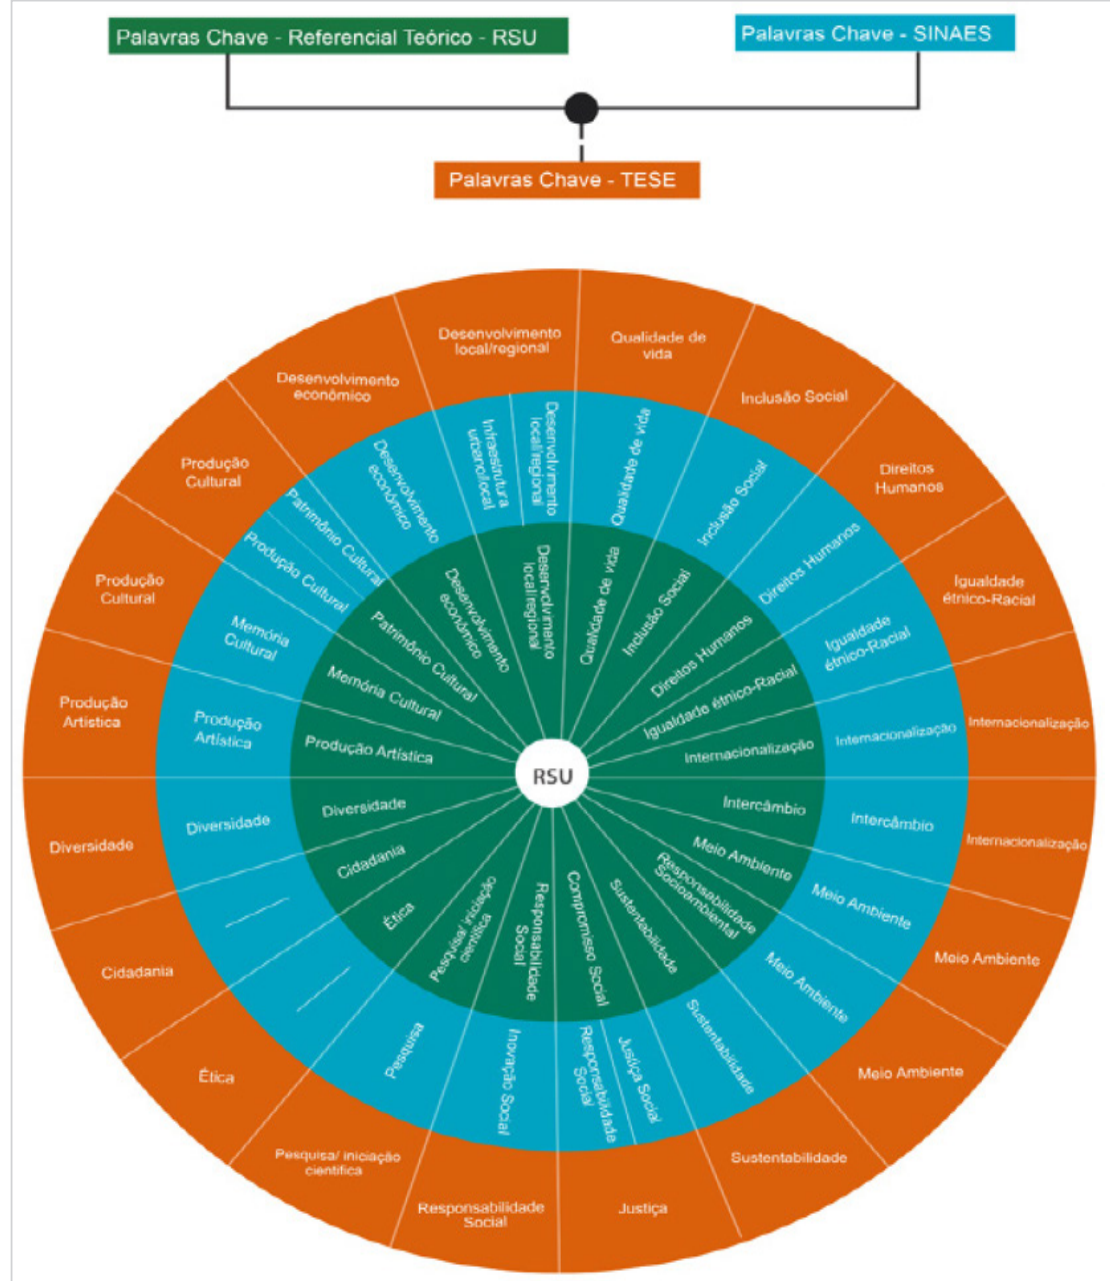 Palavras Chave - Referencial Teórico - RSU
Palavras Chave - SINAES
Palavras Chave - TESE
Desenvolvimento
local/regional
Qualidade de
vida
Inclusão Social
Direitos
Humanos
Igualdade
étnico-Racial
Internacionalização
Internacionalização
Meio Ambiente
Meio Ambiente
Sustentabilidade
Justiça
Responsabilidade
Social
Pesquisa/ iniciação
científica
Ética
Cidadania
Diversidade
Produção
Artística
Produção
Cultural
Produção
Cultural
Desenvolvimento
econômico
Infraestrutura
urbano/local
Desenvolvimento
local/regional
Qualidade de vida
Inclusão Social
Direitos Humanos
Igualdade
étnico-Racial
Internacionalização
Intercâmbio
Meio Ambiente
Meio Ambiente
Sustentabilidade
Justiça Social
Responsabilidade
Social
Inovação Social
Pesquisa
Diversidade
Produção
Artística
Memória
Cultural
Produção Cultural
Patrimônio Cultural
Desenvolvimento
econômico
Desenvolvimento
local/regional
Qualidade de vida
Inclusão Social
Direitos Humanos
Igualdade étnico-Racial
Internacionalização
Intercâmbio
Meio Ambiente
Responsabilidade
Socioambiental
Sustentabilidade
Compromisso Social
Responsabilidade
Social
Pesquisa/ iniciação
científica
Ética
Cidadania
Diversidade
Produção Artística
Memória Cultural
Patrimônio Cultural
Desenvolvimento
econômico
RSU